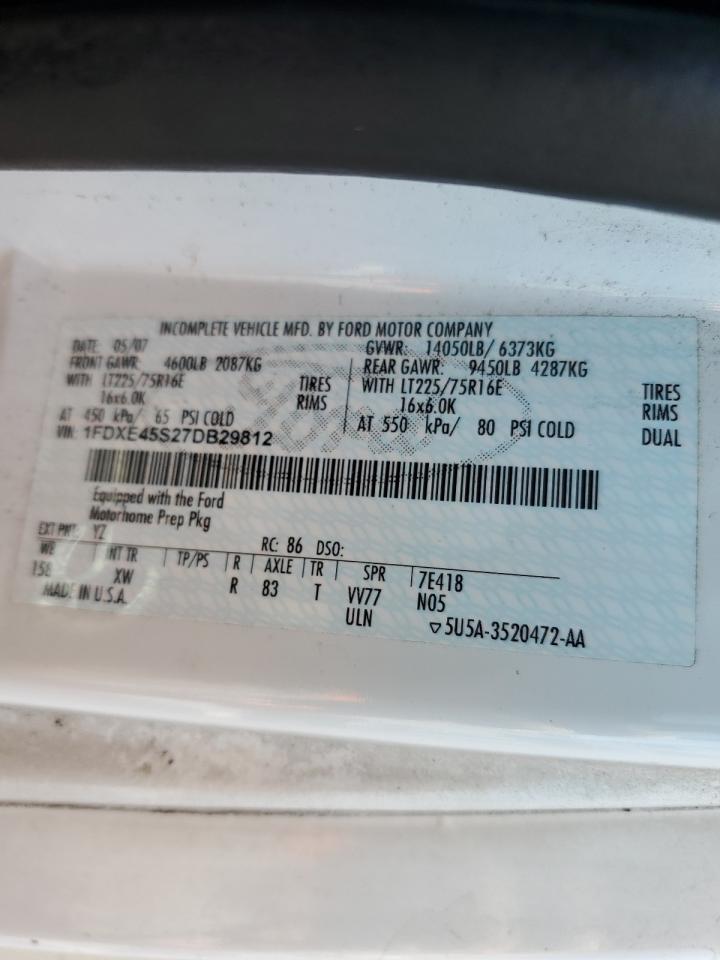 INCOMPLETE VEHICLE MFD. BY FORD MOTOR COMPANY
DATE: 05/07 GVWR: 14050LB/ 6373KG
FRONT GAWR: 4600LB 2087KG REAR GAWR: 9450LB 4287KG
WITH LT225/75R16E TIRES WITH LT225/75R16E TIRES
16x6.0K RIMS 16x6.0K RIMS
AT 450 kPa/ 65 PSI COLD AT 550 kPa/ 80 PSI COLD DUAL
VIN: 1FDXE45S27DB29812
Equipped with the Ford
Motorhome Prep Pkg
EXT PNT: YZ RC: 86 DSO:
WB INT TR TP/PS R AXLE TR SPR 7E418
158 XW R 83 T VV77 N05
MADE IN U.S.A. ULN ▽5U5A-3520472-AA